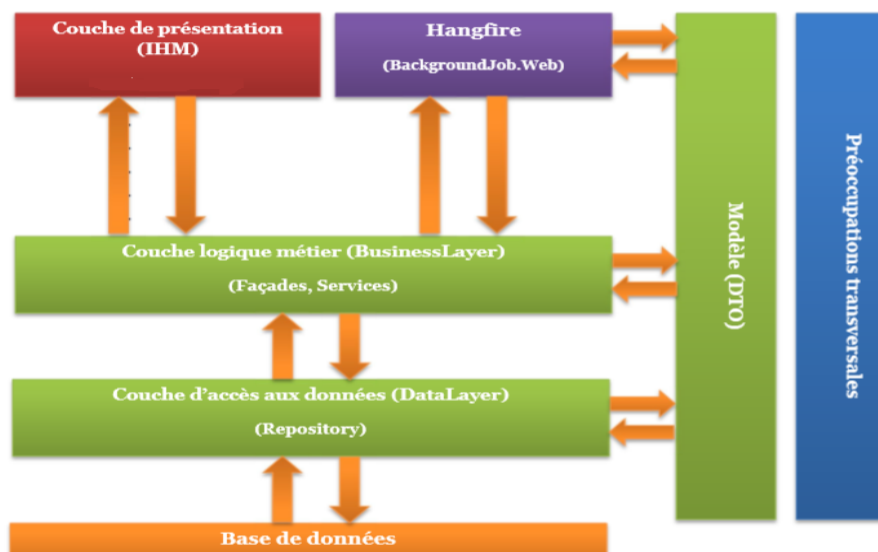 Couche de présentation
(IHM)
Hangfire
(BackgroundJob.Web)
Couche logique métier (BusinessLayer)
(Façades, Services)
Couche d'accès aux données (DataLayer)
(Repository)
Base de données
Modèle (DTO)
Préoccupations transversales